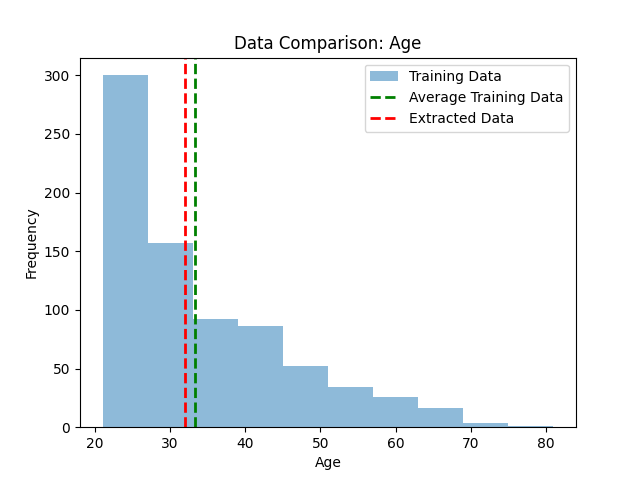 Data Comparison: Age
Training Data
Average Training Data
Extracted Data
Frequency
300
250
200
150
100
50
0
20 30 40 50 60 70 80
Age